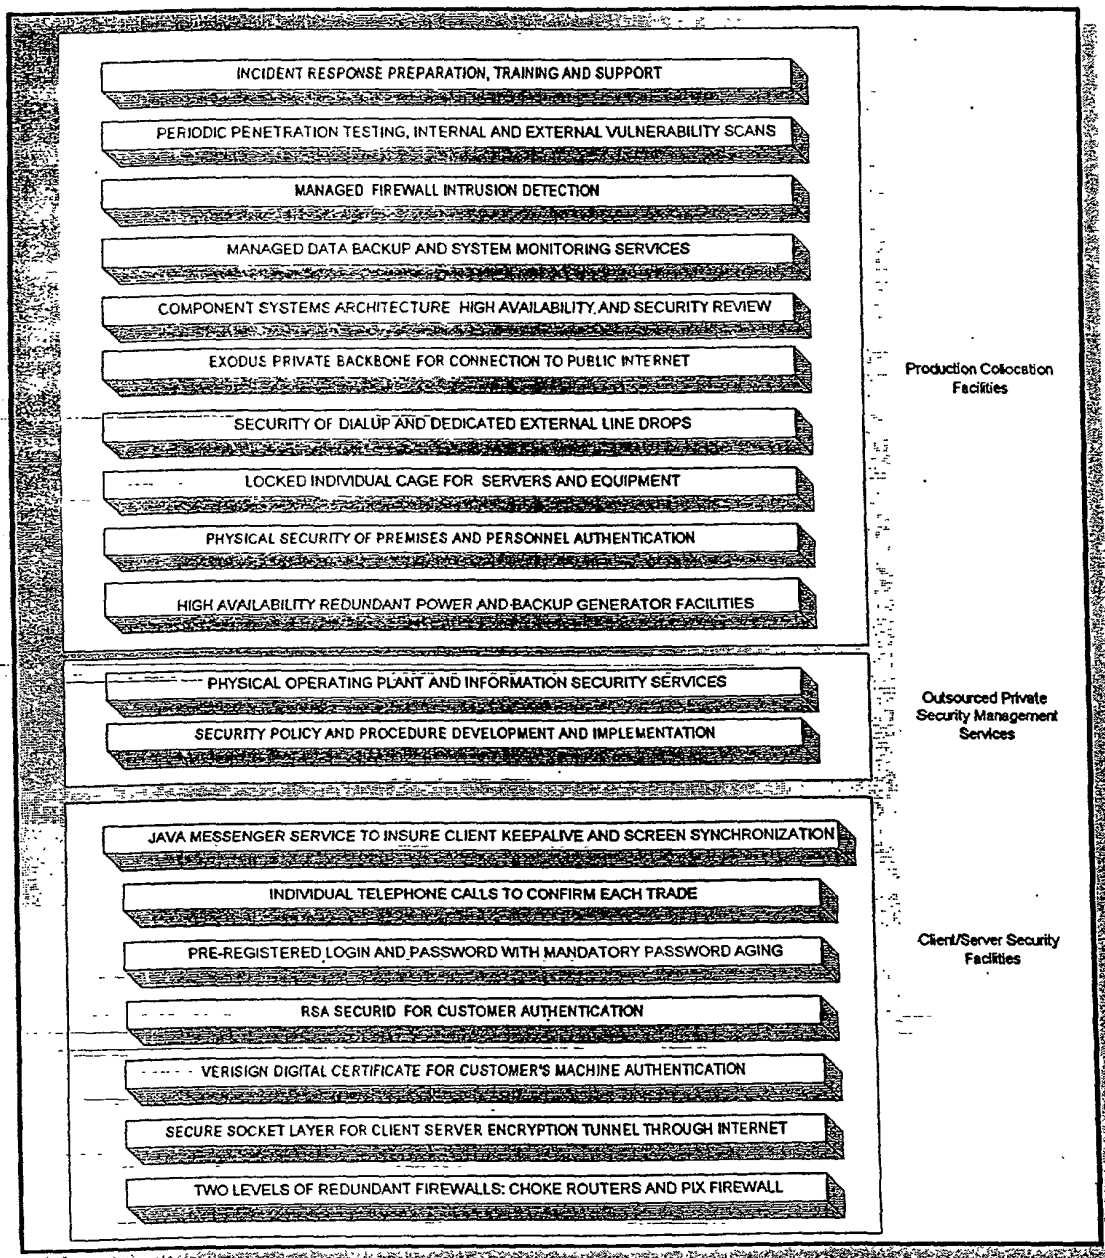 INCIDENT RESPONSE PREPARATION, TRAINING AND SUPPORT
PERIODIC PENETRATION TESTING, INTERNAL AND EXTERNAL VULNERABILITY SCANS
MANAGED FIREWALL INTRUSION DETECTION
MANAGED DATA BACKUP AND SYSTEM MONITORING SERVICES
COMPONENT SYSTEMS ARCHITECTURE HIGH AVAILABILITY, AND SECURITY REVIEW
EXODUS PRIVATE BACKBONE FOR CONNECTION TO PUBLIC INTERNET
SECURITY OF DIALUP AND DEDICATED EXTERNAL LINE DROPS
LOCKED INDIVIDUAL CAGE FOR SERVERS AND EQUIPMENT
PHYSICAL SECURITY OF PREMISES AND PERSONNEL AUTHENTICATION
HIGH AVAILABILITY REDUNDANT POWER AND BACKUP GENERATOR FACILITIES
Production Collocation
Facilities
PHYSICAL OPERATING PLANT AND INFORMATION SECURITY SERVICES
SECURITY POLICY AND PROCEDURE DEVELOPMENT AND IMPLEMENTATION
Outsourced Private
Security Management
Services
JAVA MESSENGER SERVICE TO INSURE CLIENT KEEPALIVE AND SCREEN SYNCHRONIZATION
INDIVIDUAL TELEPHONE CALLS TO CONFIRM EACH TRADE
PRE-REGISTERED LOGIN AND PASSWORD WITH MANDATORY PASSWORD AGING
RSA SECURID FOR CUSTOMER AUTHENTICATION
VERISIGN DIGITAL CERTIFICATE FOR CUSTOMER'S MACHINE AUTHENTICATION
SECURE SOCKET LAYER FOR CLIENT SERVER ENCRYPTION TUNNEL THROUGH INTERNET
TWO LEVELS OF REDUNDANT FIREWALLS: CHOKE ROUTERS AND PIX FIREWALL
Client/Server Security
Facilities